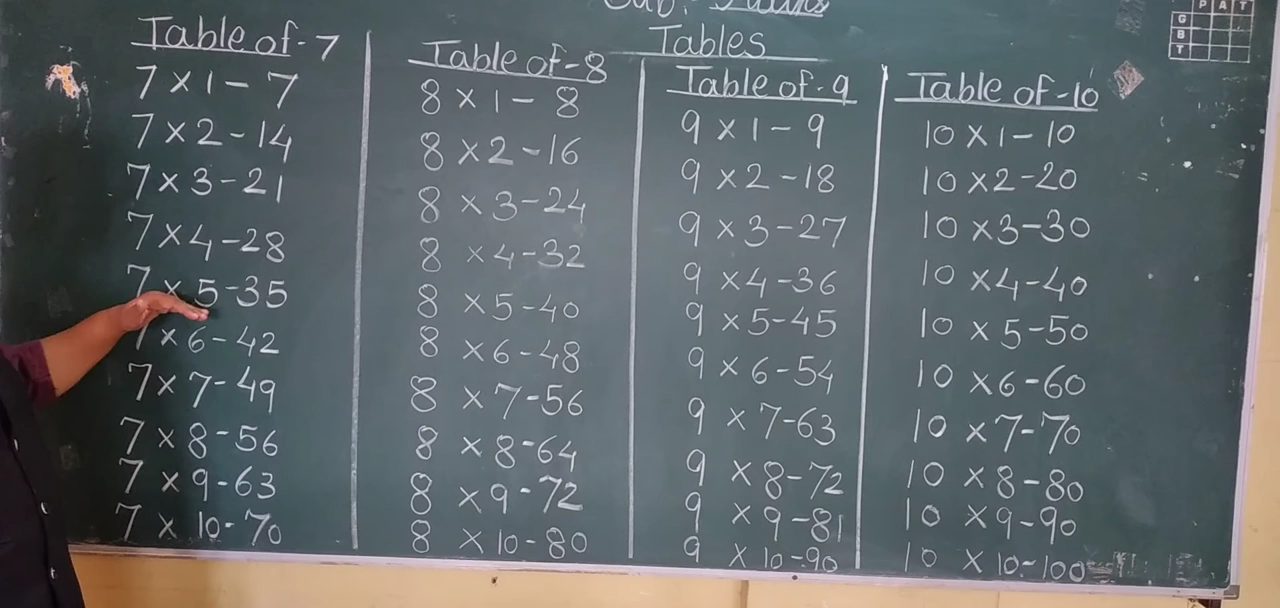 Sub:- Maths
Tables
P A T
G
B
T
Table of-7
7 × 1 - 7
7 × 2 - 14
7 × 3 - 21
7 × 4 - 28
7 × 5 - 35
7 × 6 - 42
7 × 7 - 49
7 × 8 - 56
7 × 9 - 63
7 × 10 - 70
Table of-8
8 × 1 - 8
8 × 2 - 16
8 × 3 - 24
8 × 4 - 32
8 × 5 - 40
8 × 6 - 48
8 × 7 - 56
8 × 8 - 64
8 × 9 - 72
8 × 10 - 80
Table of-9
9 × 1 - 9
9 × 2 - 18
9 × 3 - 27
9 × 4 - 36
9 × 5 - 45
9 × 6 - 54
9 × 7 - 63
9 × 8 - 72
9 × 9 - 81
9 × 10 - 90
Table of-10
10 × 1 - 10
10 × 2 - 20
10 × 3 - 30
10 × 4 - 40
10 × 5 - 50
10 × 6 - 60
10 × 7 - 70
10 × 8 - 80
10 × 9 - 90
10 × 10 - 100